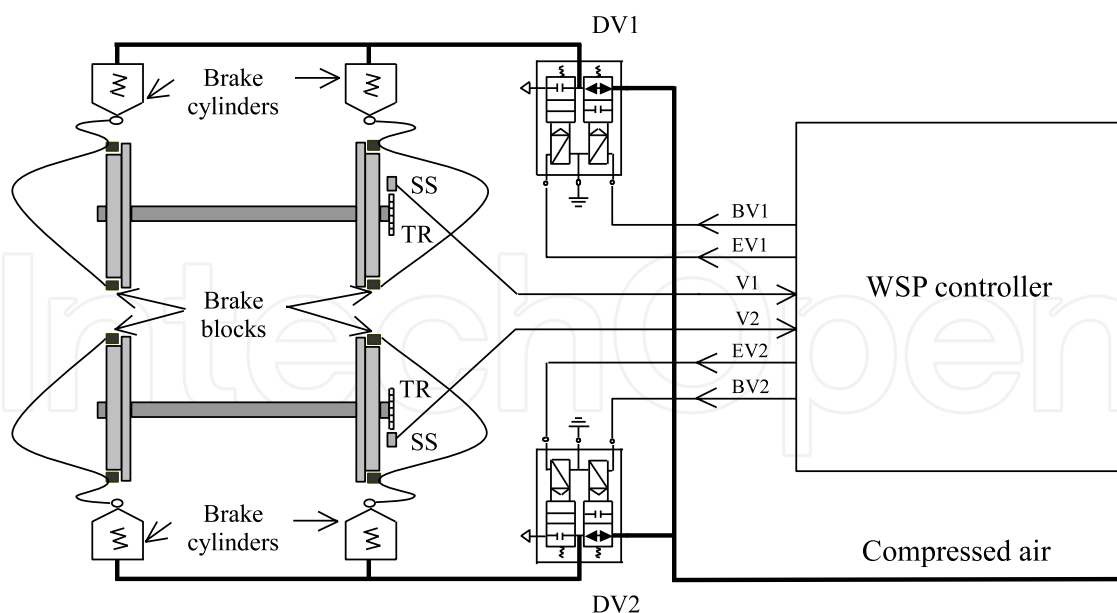 DV1
Brake
cylinders
SS
TR
BV1
EV1
V1
WSP controller
Brake
blocks
V2
EV2
TR
BV2
SS
Brake
cylinders
Compressed air
DV2
IntechOpen